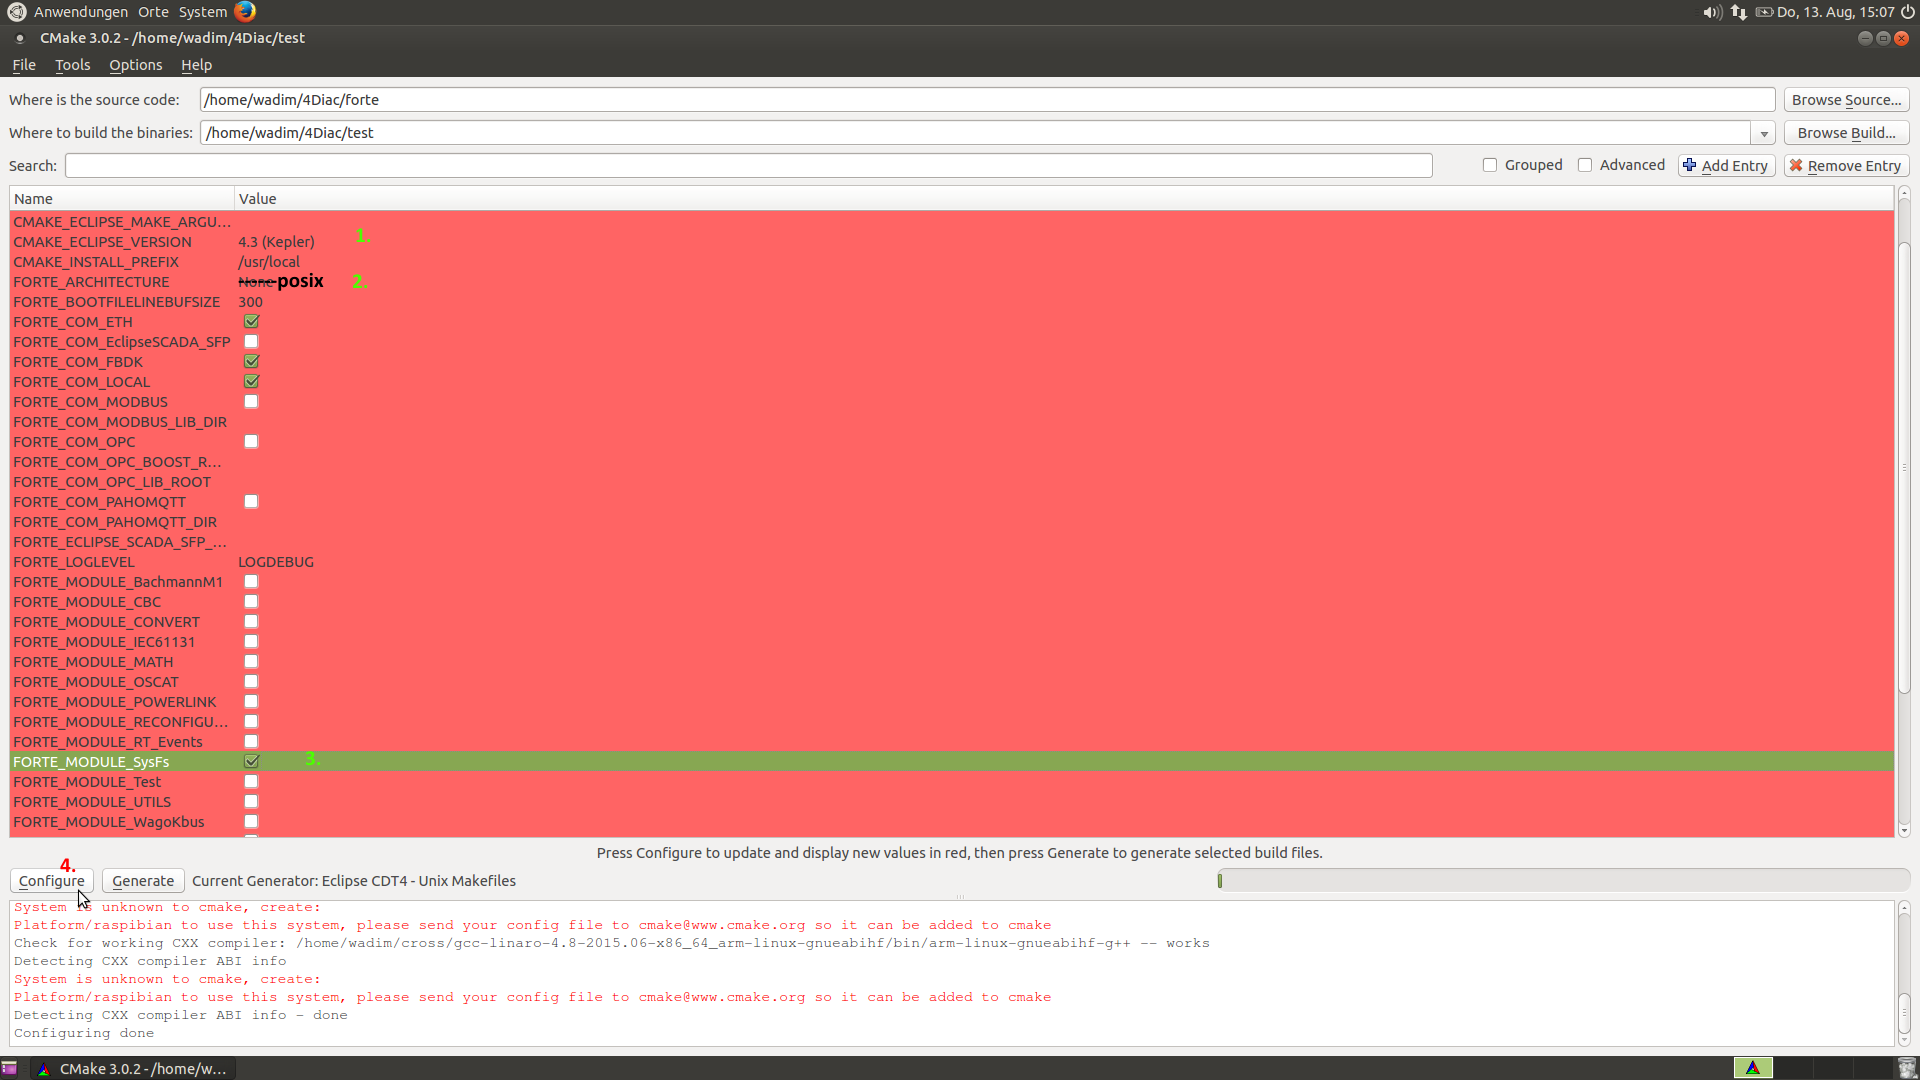 Anwendungen Orte System Do, 13. Aug, 15:07
CMake 3.0.2 - /home/wadim/4Diac/test
File Tools Options Help
Where is the source code: /home/wadim/4Diac/forte Browse Source...
Where to build the binaries: /home/wadim/4Diac/test Browse Build...
Search: Grouped Advanced Add Entry Remove Entry
Name Value
CMAKE_ECLIPSE_MAKE_ARGU...
CMAKE_ECLIPSE_VERSION 4.3 (Kepler) 1.
CMAKE_INSTALL_PREFIX /usr/local
FORTE_ARCHITECTURE None posix 2.
FORTE_BOOTFILELINEBUFSIZE 300
FORTE_COM_ETH
FORTE_COM_EclipseSCADA_SFP
FORTE_COM_FBDK
FORTE_COM_LOCAL
FORTE_COM_MODBUS
FORTE_COM_MODBUS_LIB_DIR
FORTE_COM_OPC
FORTE_COM_OPC_BOOST_R...
FORTE_COM_OPC_LIB_ROOT
FORTE_COM_PAHOMQTT
FORTE_COM_PAHOMQTT_DIR
FORTE_ECLIPSE_SCADA_SFP_...
FORTE_LOGLEVEL LOGDEBUG
FORTE_MODULE_BachmannM1
FORTE_MODULE_CBC
FORTE_MODULE_CONVERT
FORTE_MODULE_IEC61131
FORTE_MODULE_MATH
FORTE_MODULE_OSCAT
FORTE_MODULE_POWERLINK
FORTE_MODULE_RECONFIGU...
FORTE_MODULE_RT_Events
FORTE_MODULE_SysFs 3.
FORTE_MODULE_Test
FORTE_MODULE_UTILS
FORTE_MODULE_WagoKbus
Press Configure to update and display new values in red, then press Generate to generate selected build files.
4.
Configure Generate Current Generator: Eclipse CDT4 - Unix Makefiles
System is unknown to cmake, create:
Platform/raspibian to use this system, please send your config file to cmake@www.cmake.org so it can be added to cmake
Check for working CXX compiler: /home/wadim/cross/gcc-linaro-4.8-2015.06-x86_64_arm-linux-gnueabihf/bin/arm-linux-gnueabihf-g++ -- works
Detecting CXX compiler ABI info
System is unknown to cmake, create:
Platform/raspibian to use this system, please send your config file to cmake@www.cmake.org so it can be added to cmake
Detecting CXX compiler ABI info - done
Configuring done
CMake 3.0.2 - /home/w...